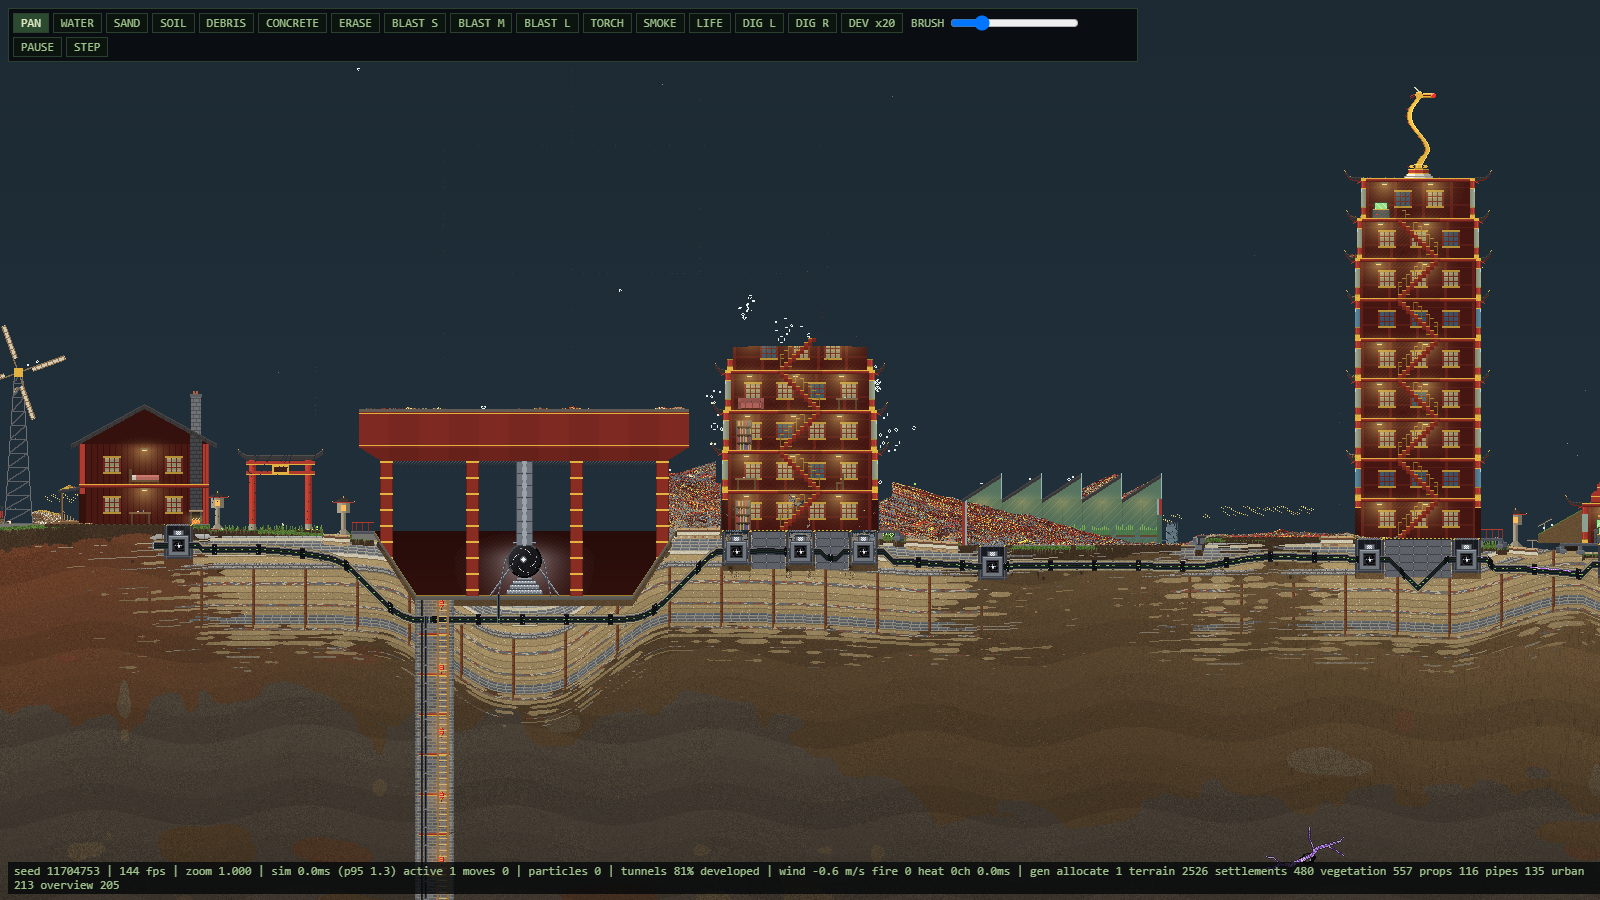 PAN WATER SAND SOIL DEBRIS CONCRETE ERASE BLAST S BLAST M BLAST L TORCH SMOKE LIFE DIG L DIG R DEV x20 BRUSH
PAUSE STEP
seed 11704753 | 144 fps | zoom 1.000 | sim 0.0ms (p95 1.3) active 1 moves 0 | particles 0 | tunnels 81% developed | wind -0.6 m/s fire 0 heat 0ch 0.0ms | gen allocate 1 terrain 2526 settlements 480 vegetation 557 props 116 pipes 135 urban
213 overview 205